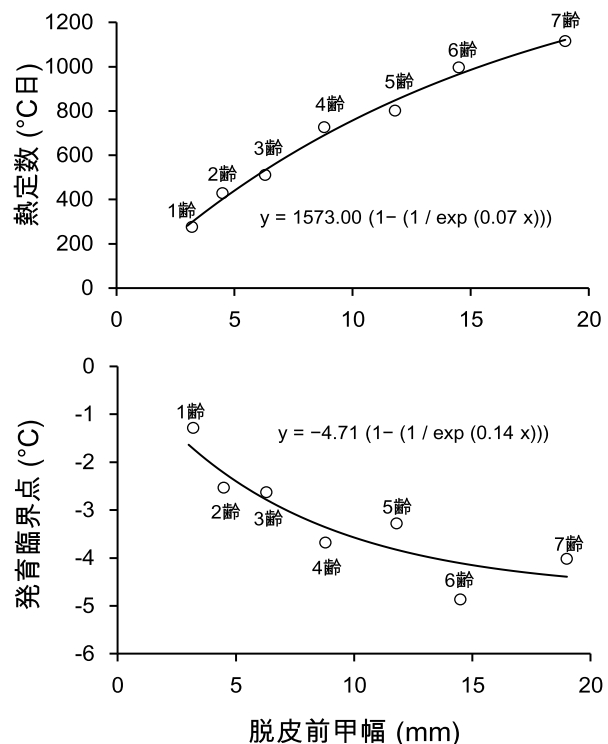 1200
1000
800
600
400
200
0
熱定数 (°C日)
1齢
2齢
3齢
4齢
5齢
6齢
7齢
y = 1573.00 (1− (1 / exp (0.07 x)))
0 5 10 15 20
0
-1
-2
-3
-4
-5
-6
発育臨界点 (°C)
1齢
2齢
3齢
4齢
5齢
6齢
7齢
y = −4.71 (1− (1 / exp (0.14 x)))
0 5 10 15 20
脱皮前甲幅 (mm)